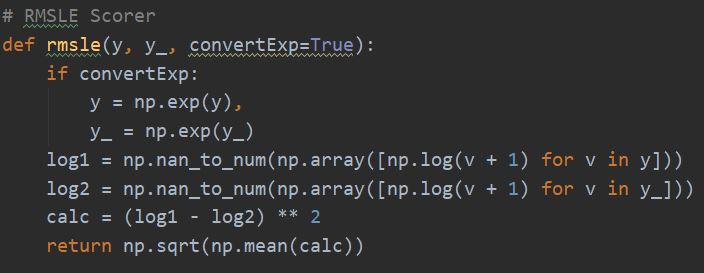 # RMSLE Scorer
def rmsle(y, y_, convertExp=True):
    if convertExp:
        y = np.exp(y),
        y_ = np.exp(y_)
    log1 = np.nan_to_num(np.array([np.log(v + 1) for v in y]))
    log2 = np.nan_to_num(np.array([np.log(v + 1) for v in y_]))
    calc = (log1 - log2) ** 2
    return np.sqrt(np.mean(calc))